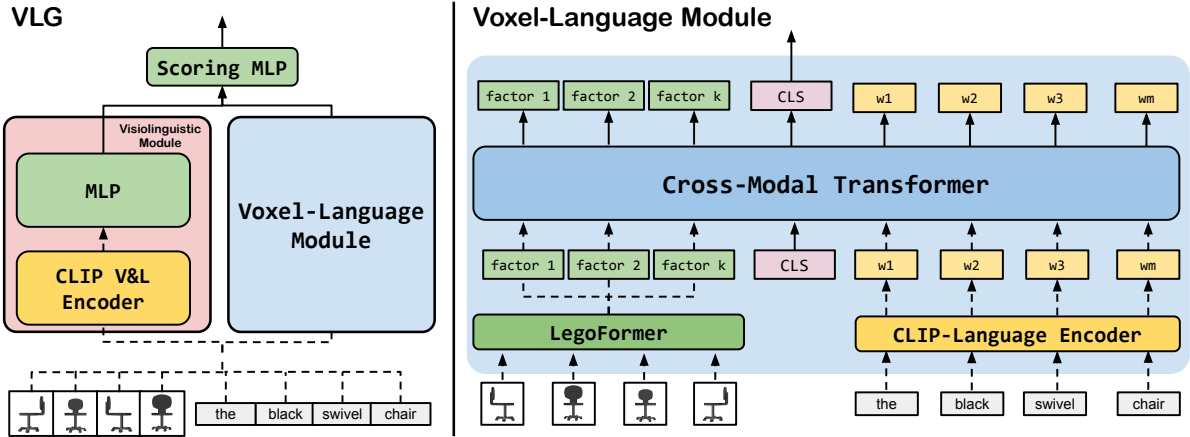 VLG
Scoring MLP
Visiolinguistic
Module
MLP
CLIP V&L
Encoder
Voxel-Language
Module
the black swivel chair
Voxel-Language Module
factor 1 factor 2 factor k CLS w1 w2 w3 wm
Cross-Modal Transformer
factor 1 factor 2 factor k CLS w1 w2 w3 wm
LegoFormer
CLIP-Language Encoder
the black swivel chair